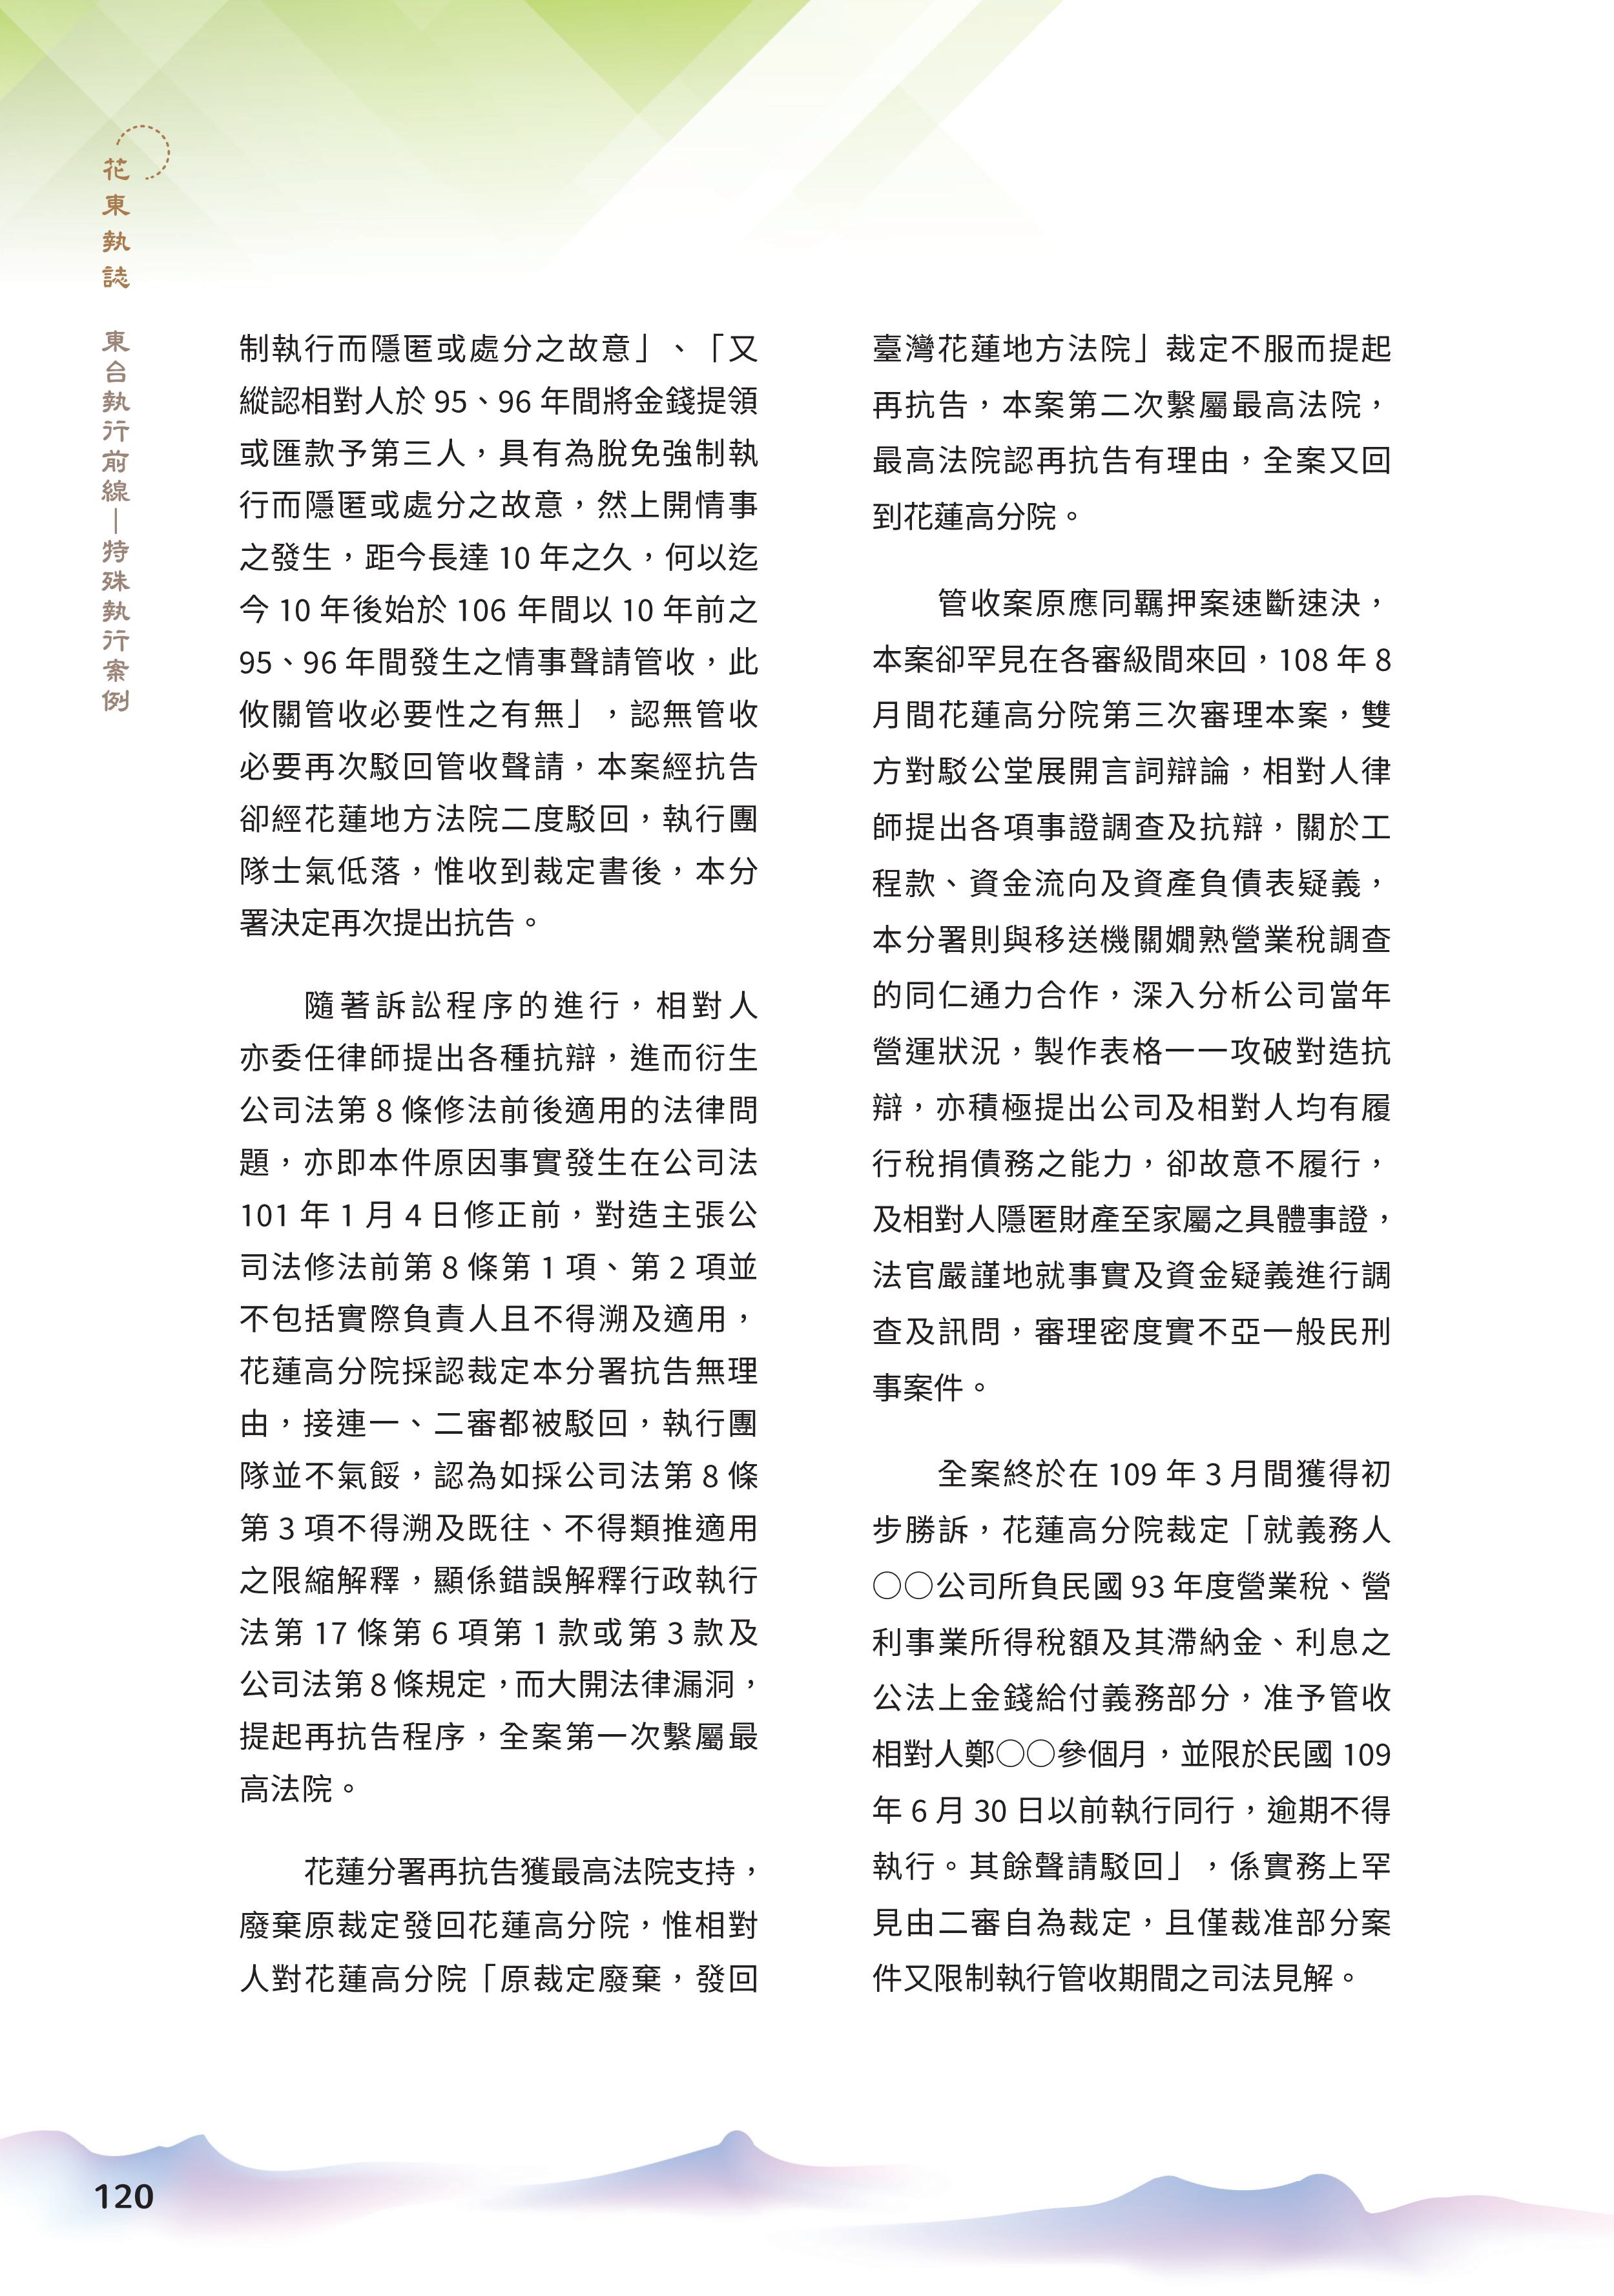 花東執誌
東台執行前線—特殊執行案例
制執行而隱匿或處分之故意」、「又
縱認相對人於 95、96 年間將金錢提領
或匯款予第三人，具有為脫免強制執
行而隱匿或處分之故意，然上開情事
之發生，距今長達 10 年之久，何以迄
今 10 年後始於 106 年間以 10 年前之
95、96 年間發生之情事聲請管收，此
攸關管收必要性之有無」，認無管收
必要再次駁回管收聲請，本案經抗告
卻經花蓮地方法院二度駁回，執行團
隊士氣低落，惟收到裁定書後，本分
署決定再次提出抗告。
隨著訴訟程序的進行，相對人
亦委任律師提出各種抗辯，進而衍生
公司法第 8 條修法前後適用的法律問
題，亦即本件原因事實發生在公司法
101 年 1 月 4 日修正前，對造主張公
司法修法前第 8 條第 1 項、第 2 項並
不包括實際負責人且不得溯及適用，
花蓮高分院採認裁定本分署抗告無理
由，接連一、二審都被駁回，執行團
隊並不氣餒，認為如採公司法第 8 條
第 3 項不得溯及既往、不得類推適用
之限縮解釋，顯係錯誤解釋行政執行
法第 17 條第 6 項第 1 款或第 3 款及
公司法第 8 條規定，而大開法律漏洞，
提起再抗告程序，全案第一次繫屬最
高法院。
花蓮分署再抗告獲最高法院支持，
廢棄原裁定發回花蓮高分院，惟相對
人對花蓮高分院「原裁定廢棄，發回
臺灣花蓮地方法院」裁定不服而提起
再抗告，本案第二次繫屬最高法院，
最高法院認再抗告有理由，全案又回
到花蓮高分院。
管收案原應同羈押案速斷速決，
本案卻罕見在各審級間來回，108 年 8
月間花蓮高分院第三次審理本案，雙
方對駁公堂展開言詞辯論，相對人律
師提出各項事證調查及抗辯，關於工
程款、資金流向及資產負債表疑義，
本分署則與移送機關嫺熟營業稅調查
的同仁通力合作，深入分析公司當年
營運狀況，製作表格一一攻破對造抗
辯，亦積極提出公司及相對人均有履
行稅捐債務之能力，卻故意不履行，
及相對人隱匿財產至家屬之具體事證，
法官嚴謹地就事實及資金疑義進行調
查及訊問，審理密度實不亞一般民刑
事案件。
全案終於在 109 年 3 月間獲得初
步勝訴，花蓮高分院裁定「就義務人
○○公司所負民國 93 年度營業稅、營
利事業所得稅額及其滯納金、利息之
公法上金錢給付義務部分，准予管收
相對人鄭○○參個月，並限於民國 109
年 6 月 30 日以前執行同行，逾期不得
執行。其餘聲請駁回」，係實務上罕
見由二審自為裁定，且僅裁准部分案
件又限制執行管收期間之司法見解。
120